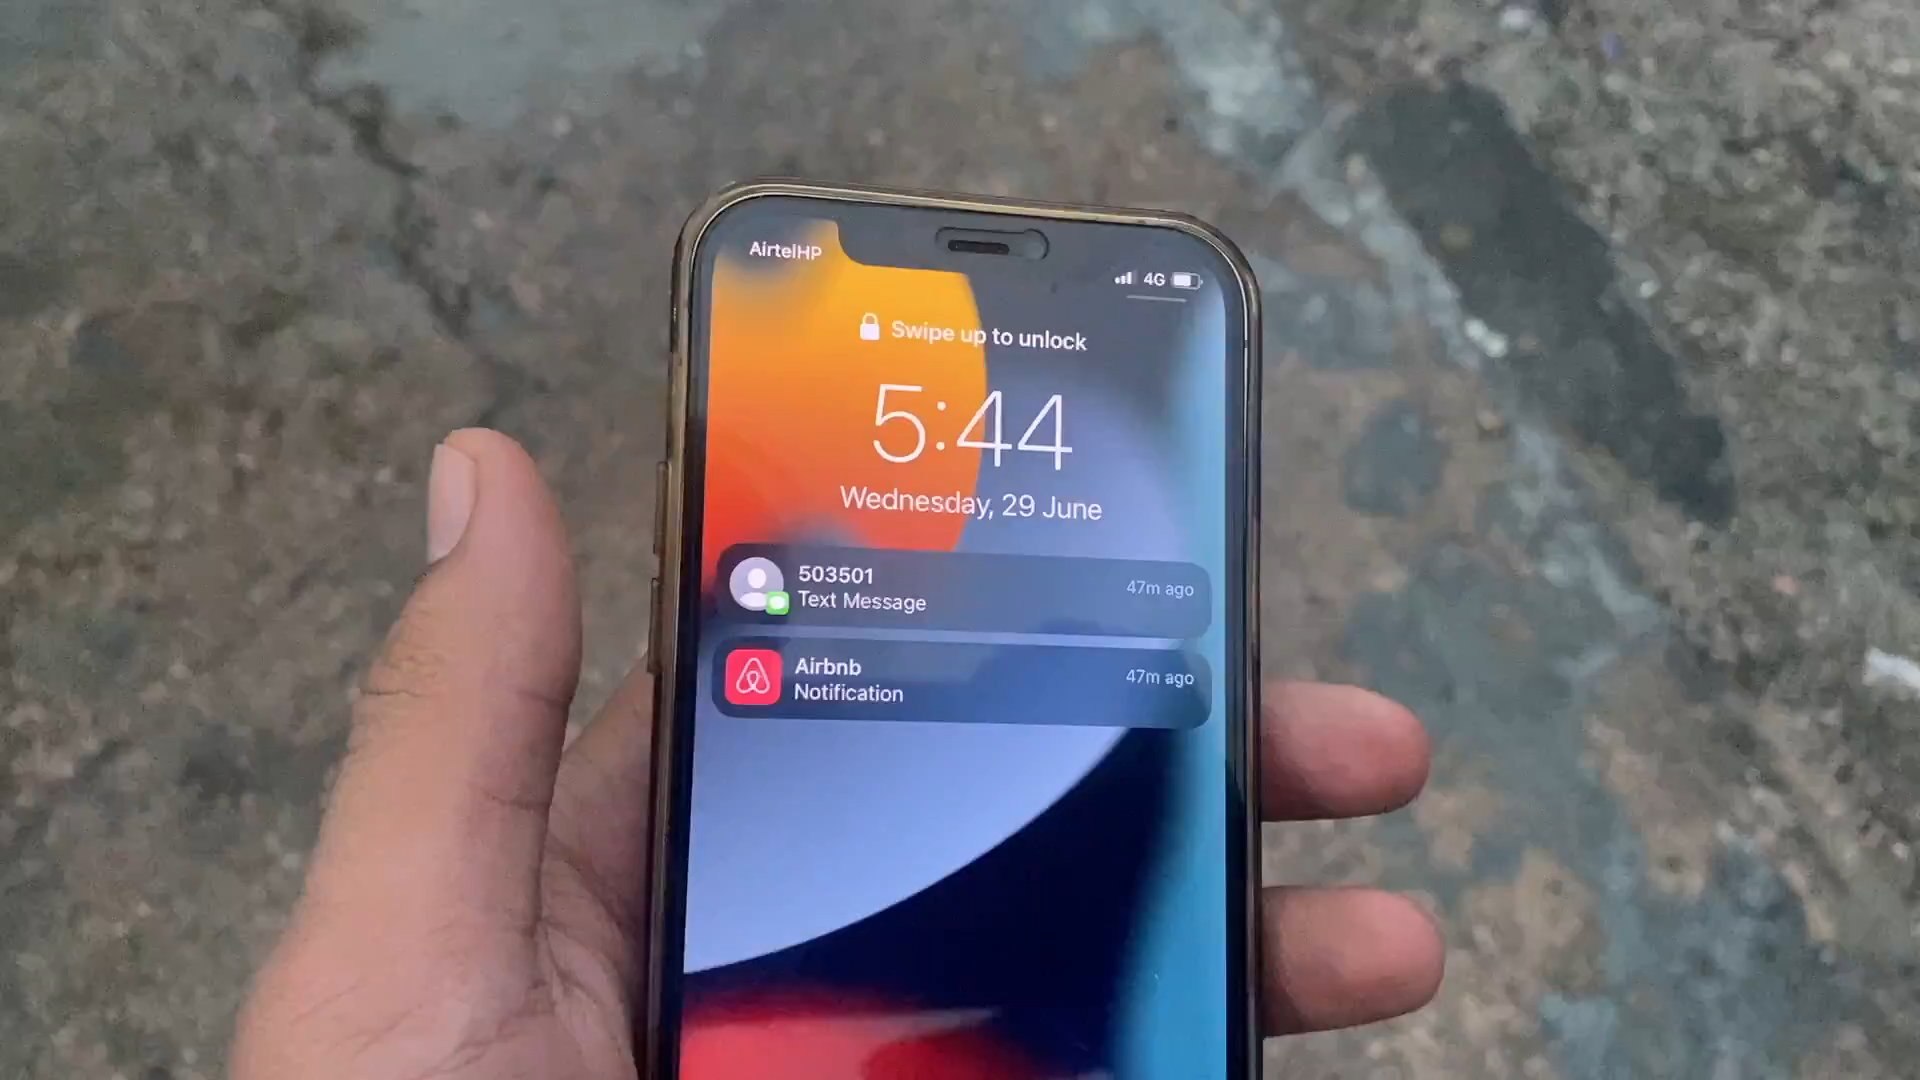 AirtelHP
4G
Swipe up to unlock
5:44
Wednesday, 29 June
503501
47m ago
Text Message
Airbnb
47m ago
Notification